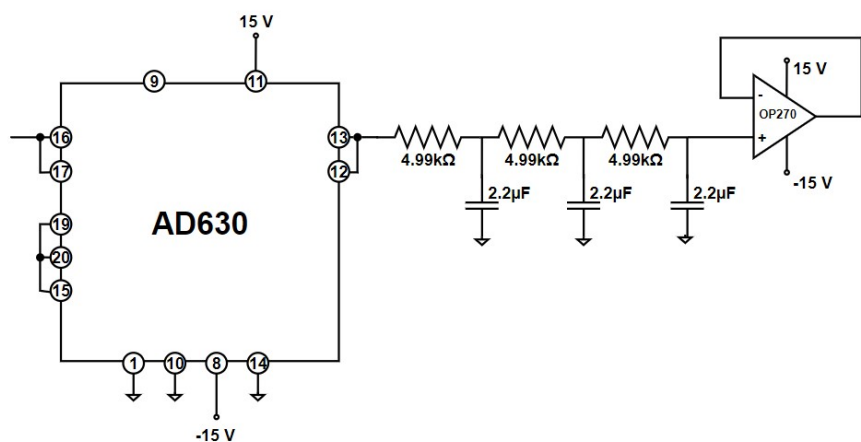 15 V
9
11
16
17
13
12
4.99kΩ
4.99kΩ
4.99kΩ
15 V
-
OP270
+
-15 V
2.2µF
2.2µF
2.2µF
19
20
15
AD630
1
10
8
14
-15 V